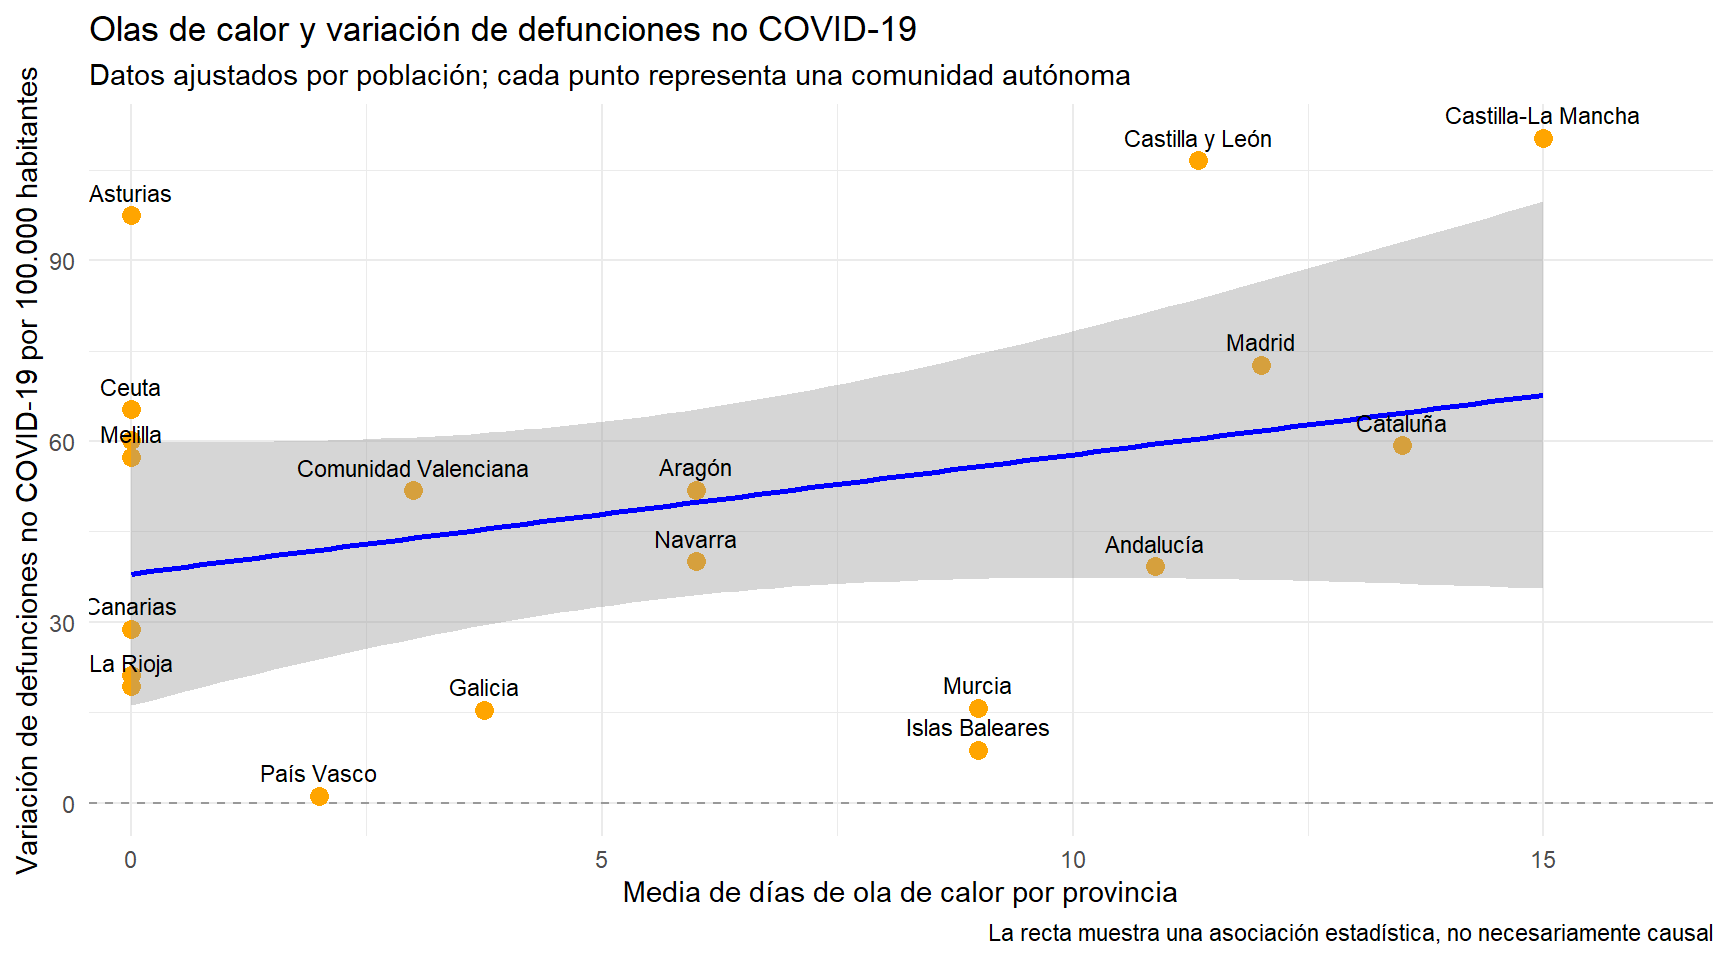 Olas de calor y variación de defunciones no COVID-19
Datos ajustados por población; cada punto representa una comunidad autónoma
Variación de defunciones no COVID-19 por 100.000 habitantes
Castilla-La Mancha
Castilla y León
Asturias
90
Madrid
Ceuta
Cataluña
Melilla
60
Comunidad Valenciana
Aragón
Navarra
Andalucía
Canarias
30
La Rioja
Galicia
Murcia
Islas Baleares
País Vasco
0
0 5 10 15
Media de días de ola de calor por provincia
La recta muestra una asociación estadística, no necesariamente causal